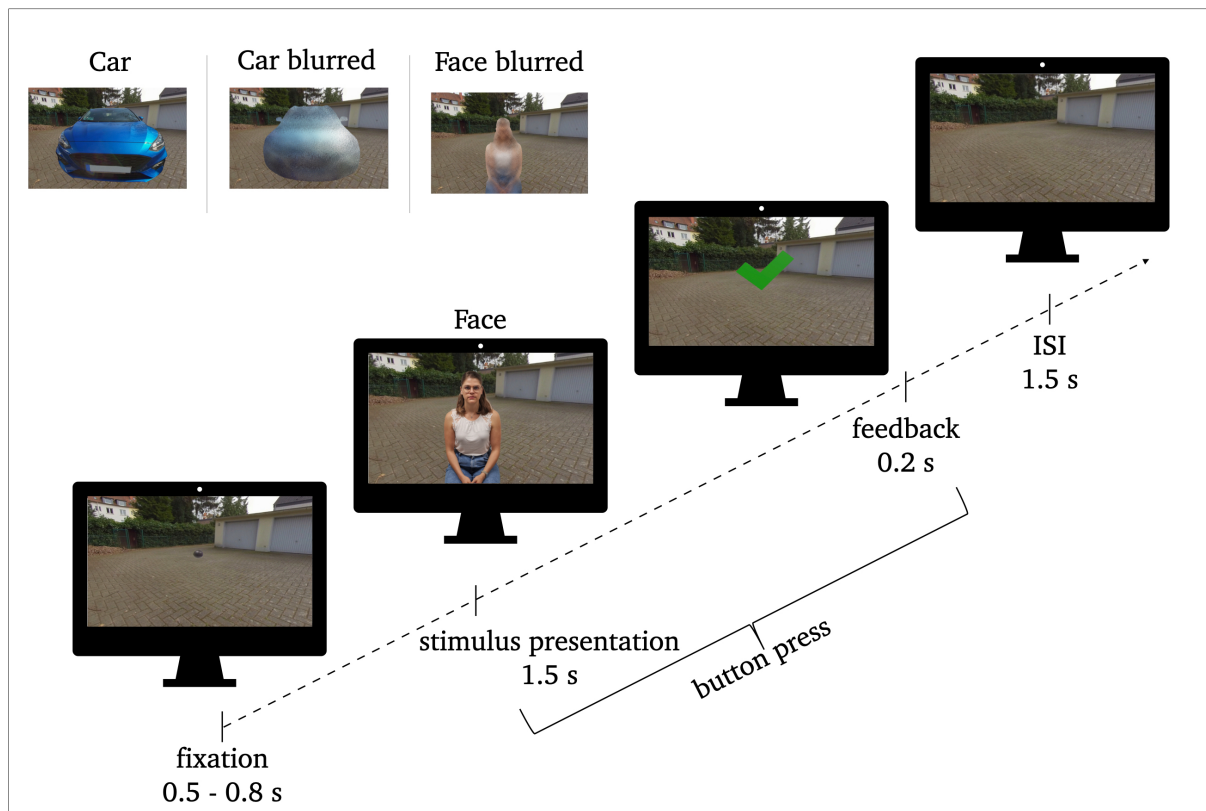 Car
Car blurred
Face blurred
Face
ISI
1.5 s
feedback
0.2 s
stimulus presentation
1.5 s
button press
fixation
0.5 - 0.8 s